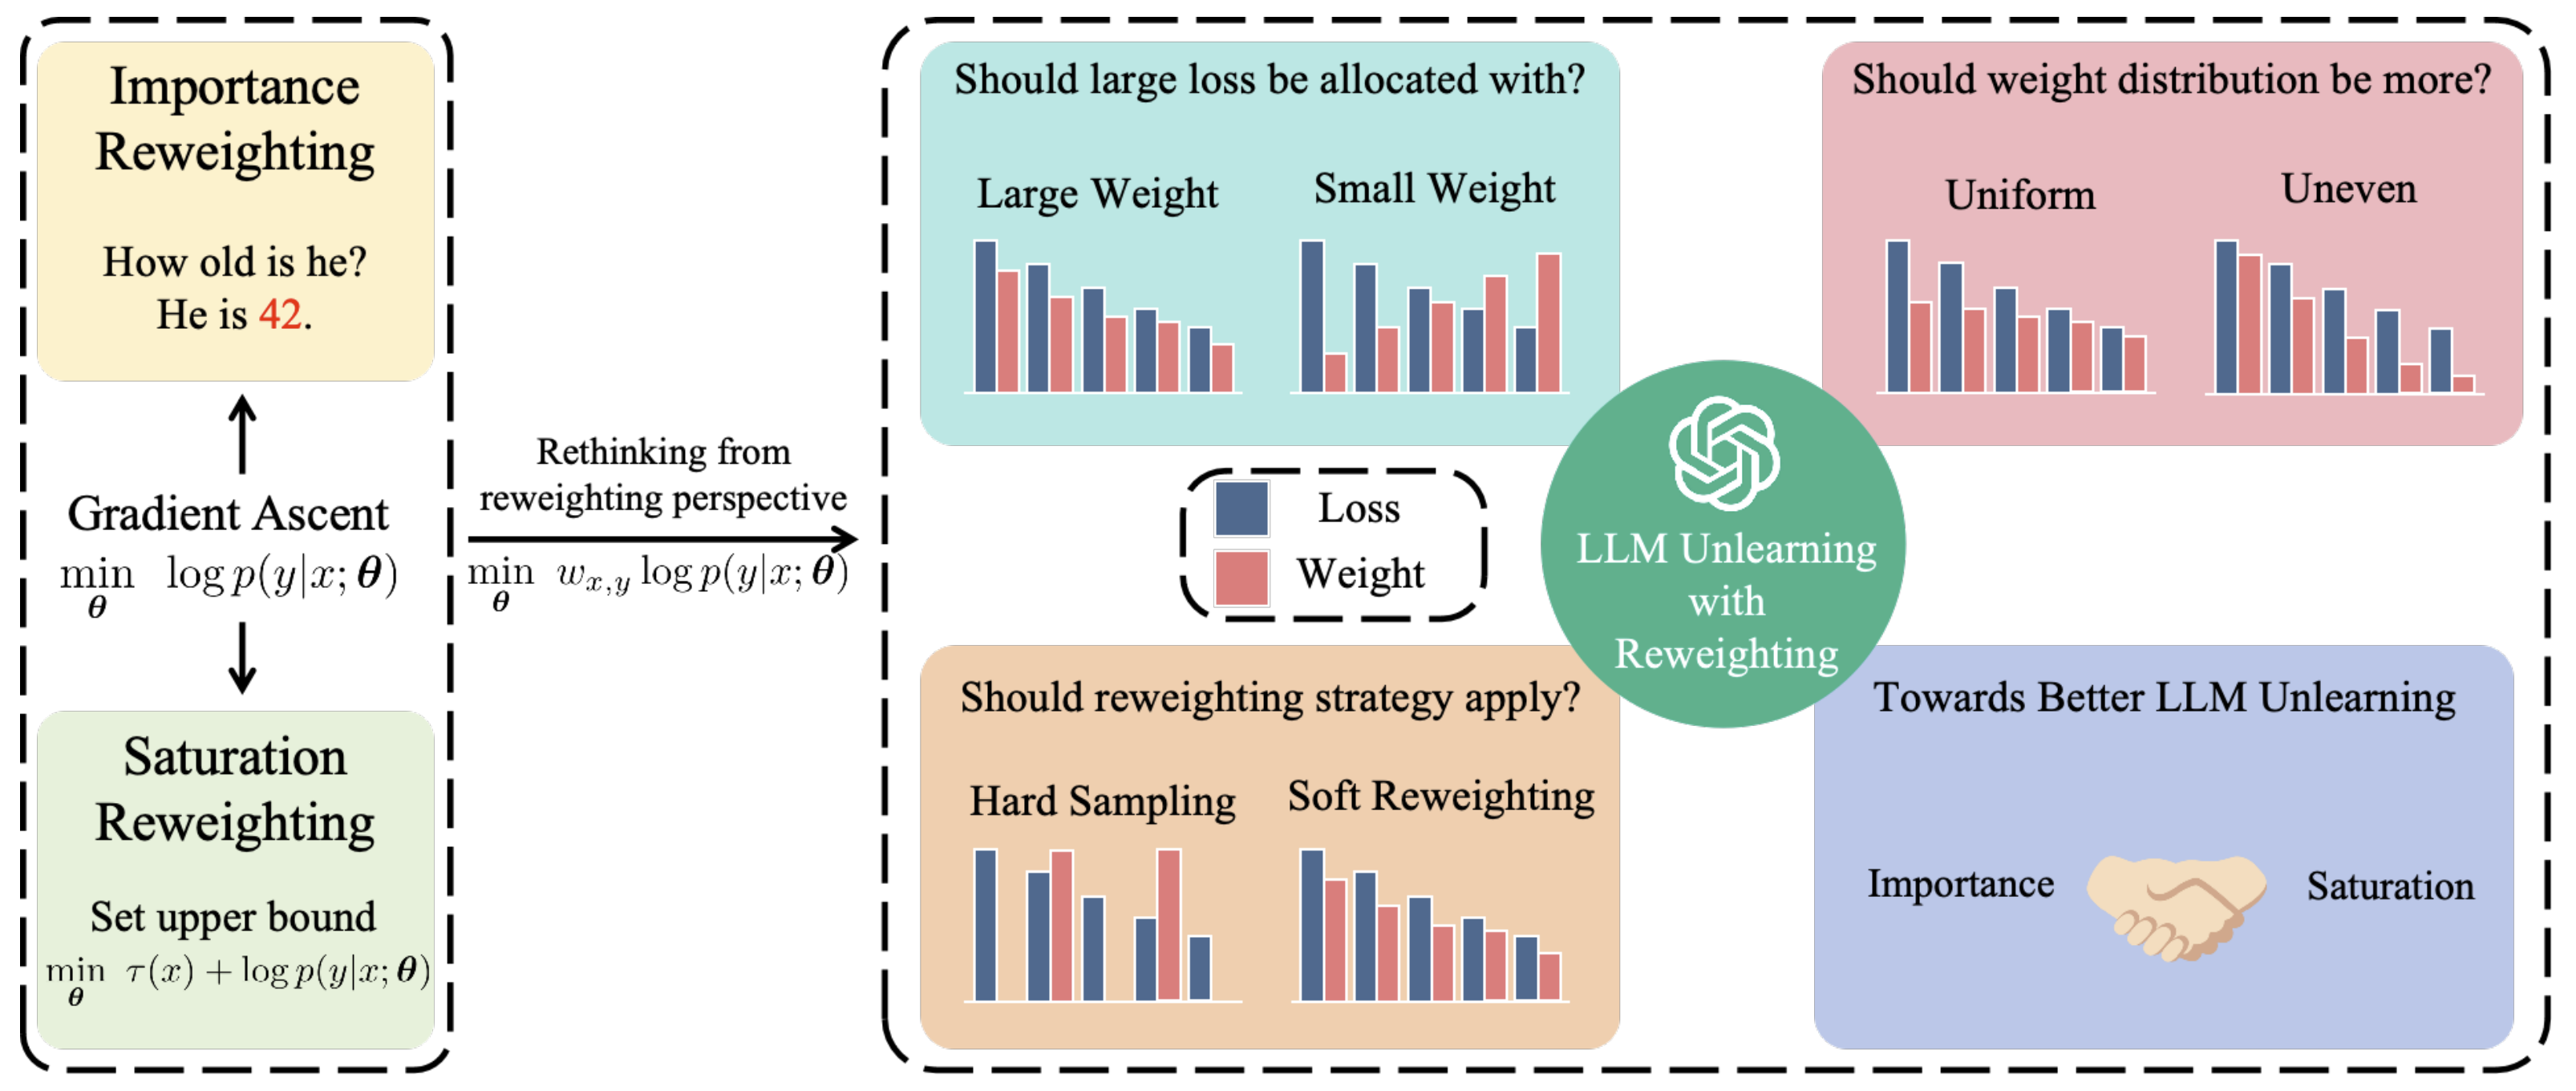 Importance
Reweighting
How old is he?
He is 42.
Gradient Ascent
min log p(y|x; θ)
θ
Saturation
Reweighting
Set upper bound
min τ(x) + log p(y|x; θ)
θ
Rethinking from
reweighting perspective
min w_{x,y} log p(y|x; θ)
θ
Should large loss be allocated with?
Large Weight
Small Weight
Should weight distribution be more?
Uniform
Uneven
Loss
Weight
LLM Unlearning
with
Reweighting
Should reweighting strategy apply?
Hard Sampling
Soft Reweighting
Towards Better LLM Unlearning
Importance
Saturation